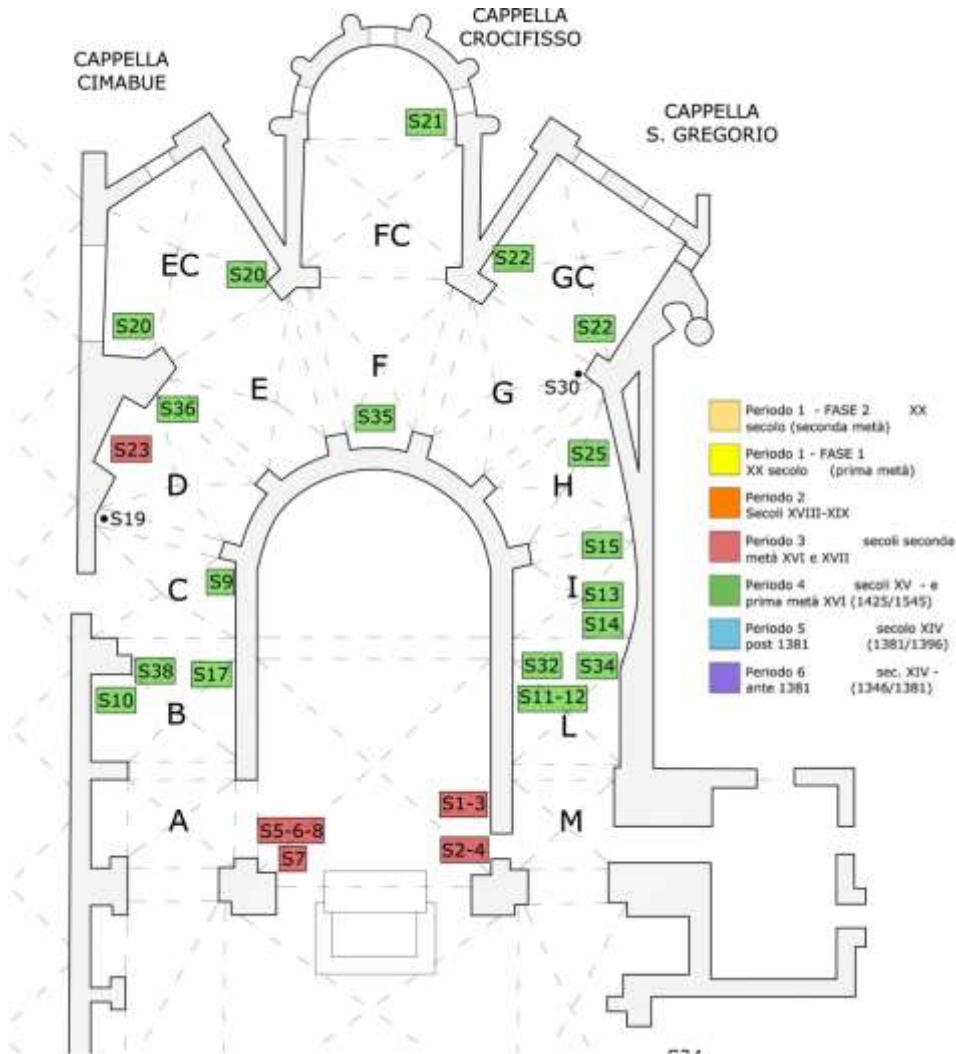 CAPPELLA
CROCIFISSO
CAPPELLA
CIMABUE
CAPPELLA
S. GREGORIO
S21
FC
EC
S20
S22
GC
S20
S22
F
E
G
S30
S36
S35
S23
S25
D
H
S19
S15
S9
C
I
S13
S14
S38
S17
S32
S34
S10
S11-12
B
L
A
S1-3
M
S5-6-8
S7
S2-4
Periodo 1 - FASE 2 XX
secolo (seconda metà)
Periodo 1 - FASE 1
XX secolo (prima metà)
Periodo 2
Secoli XVIII-XIX
Periodo 3 secoli seconda
metà XVI e XVII
Periodo 4 secoli XV - e
prima metà XVI (1425/1545)
Periodo 5 secolo XIV
post 1381 (1381/1396)
Periodo 6 sec. XIV -
ante 1381 (1346/1381)